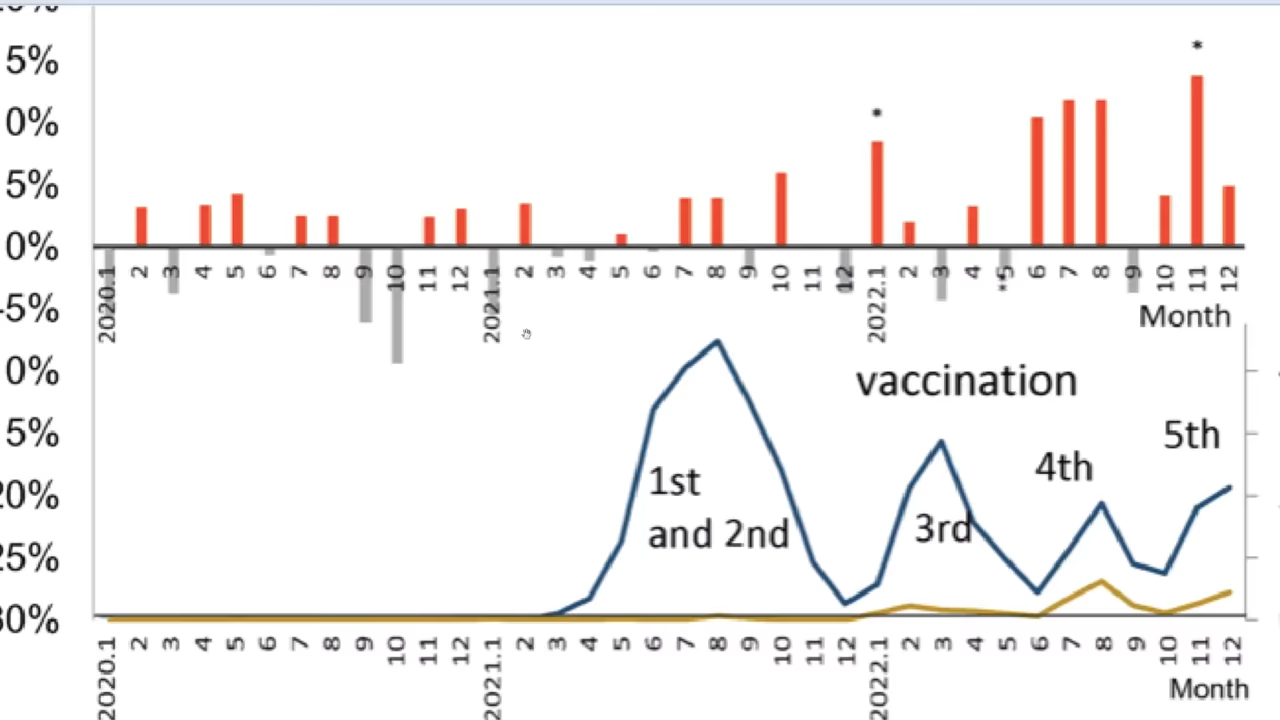 5%
0%
5%
0%
-5%
0%
5%
20%
25%
30%
*
*
2020.1 2 3 4 5 6 7 8 9 10 11 12 2021.1 2 3 4 5 6 7 8 9 10 11 12 2022.1 2 3 4 **5 6 7 8 9 10 11 12
Month
vaccination
5th
4th
1st
3rd
and 2nd
2020.1 2 3 4 5 6 7 8 9 10 11 12 2021.1 2 3 4 5 6 7 8 9 10 11 12 2022.1 2 3 4 5 6 7 8 9 10 11 12
Month